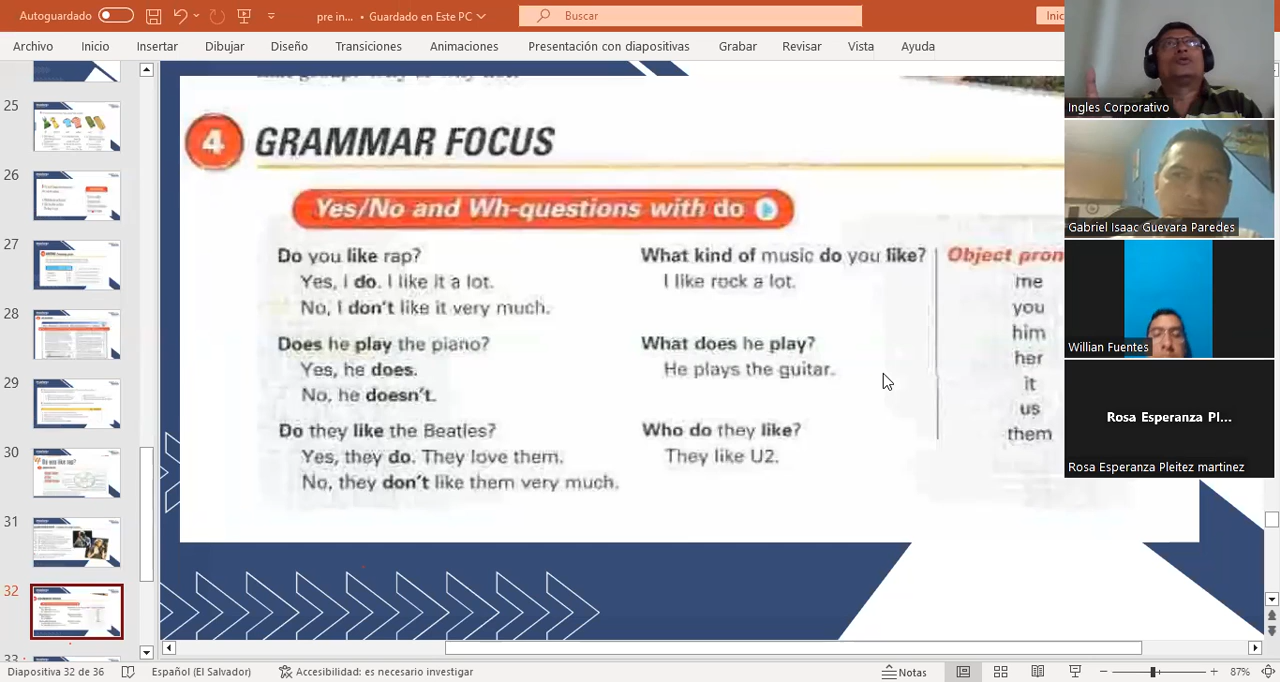 Autoguardado
pre in... • Guardado en Este PC
Buscar
Inic
Archivo Inicio Insertar Dibujar Diseño Transiciones Animaciones Presentación con diapositivas Grabar Revisar Vista Ayuda
25
26
27
28
29
30
31
32
33
4 GRAMMAR FOCUS
Yes/No and Wh-questions with do
Do you like rap?
Yes, I do. I like it a lot.
No, I don't like it very much.
Does he play the piano?
Yes, he does.
No, he doesn't.
Do they like the Beatles?
Yes, they do. They love them.
No, they don't like them very much.
What kind of music do you like?
I like rock a lot.
What does he play?
He plays the guitar.
Who do they like?
They like U2.
Object pron
me
you
him
her
it
us
them
Ingles Corporativo
Gabriel Isaac Guevara Paredes
Willian Fuentes
Rosa Esperanza Pl...
Rosa Esperanza Pleitez martinez
Diapositiva 32 de 36
Español (El Salvador)
Accesibilidad: es necesario investigar
Notas
87%